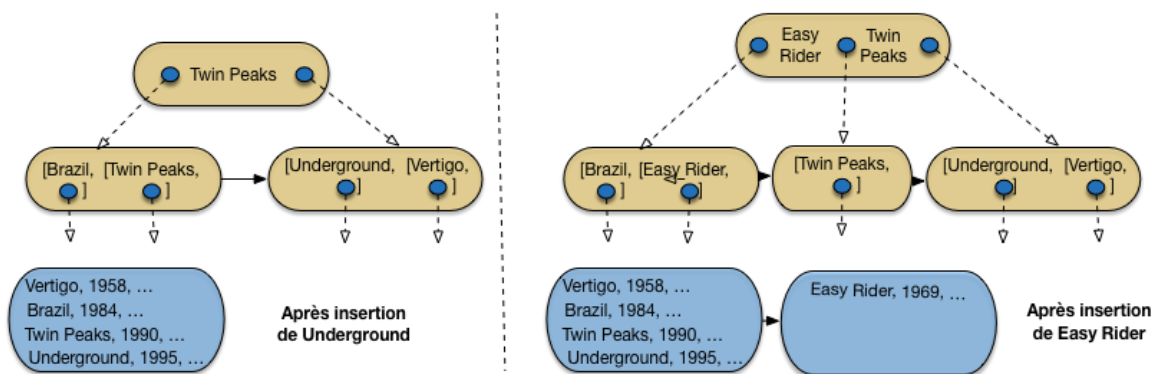 Twin Peaks
[Brazil, [Twin Peaks,
] ]
[Underground, [Vertigo,
] ]
Vertigo, 1958, ...
Brazil, 1984, ...
Twin Peaks, 1990, ...
Underground, 1995, ...
Après insertion
de Underground
Easy Twin
Rider Peaks
[Brazil, [Easy_Rider,
] ]
[Twin Peaks,
]
[Underground, [Vertigo,
] ]
Vertigo, 1958, ...
Brazil, 1984, ...
Twin Peaks, 1990, ...
Underground, 1995, ...
Easy Rider, 1969, ...
Après insertion
de Easy Rider